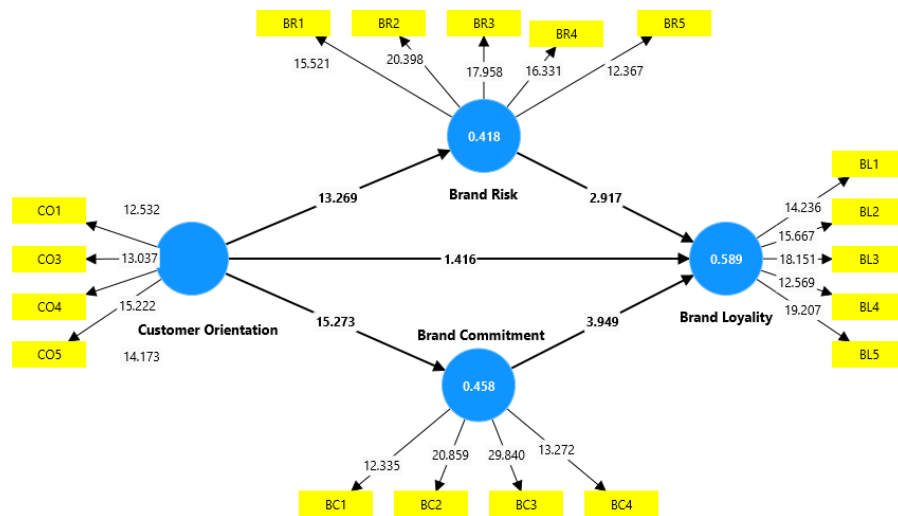 BR1 BR2 BR3 BR4 BR5
15.521 20.398 17.958 16.331 12.367
0.418
Brand Risk
13.269 2.917
CO1 12.532
CO3 13.037
CO4 15.222
CO5 14.173
Customer Orientation
1.416
BL1 14.236
BL2 15.667
BL3 18.151
BL4 12.569
BL5 19.207
0.589
Brand Loyality
15.273 3.949
Brand Commitment
0.458
12.335 20.859 29.840 13.272
BC1 BC2 BC3 BC4